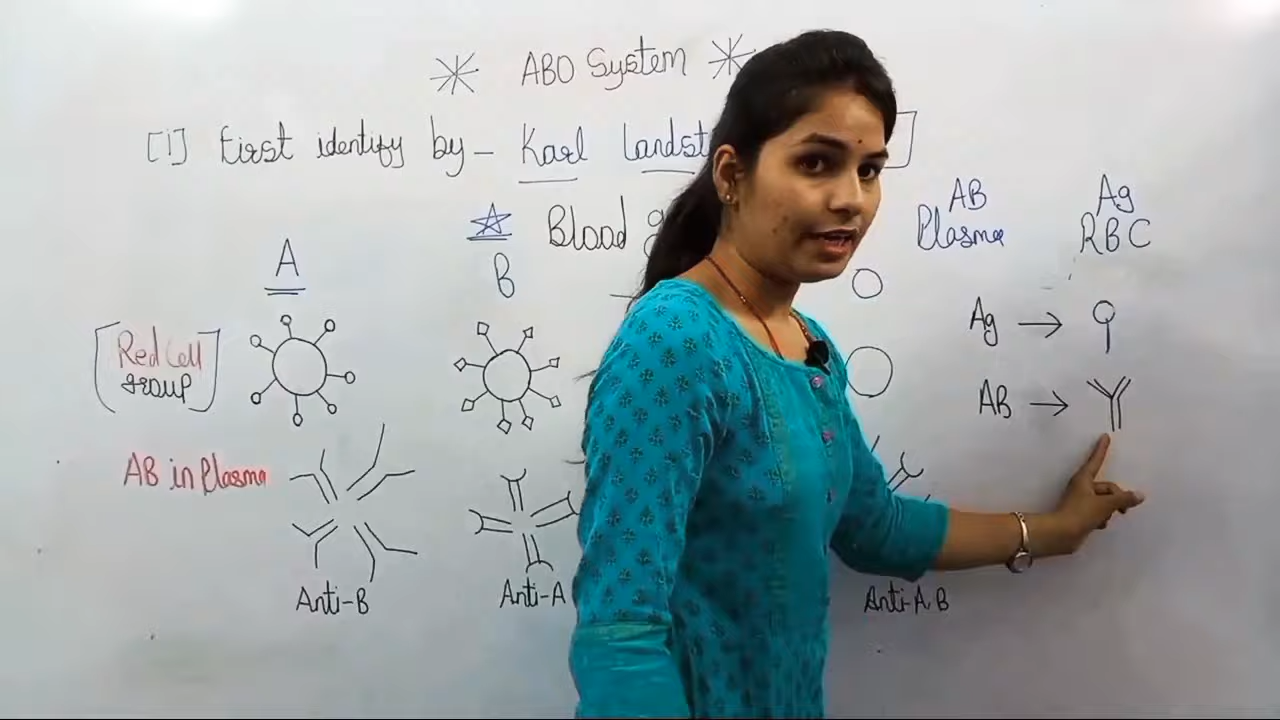 ABO System
[1] first identify by - Karl Landst
Blood g
AB Plasma
Ag RBC
A
B
O
Red Cell group
Ag →
AB →
AB in Plasma
Anti-B
Anti-A
Anti-A, B